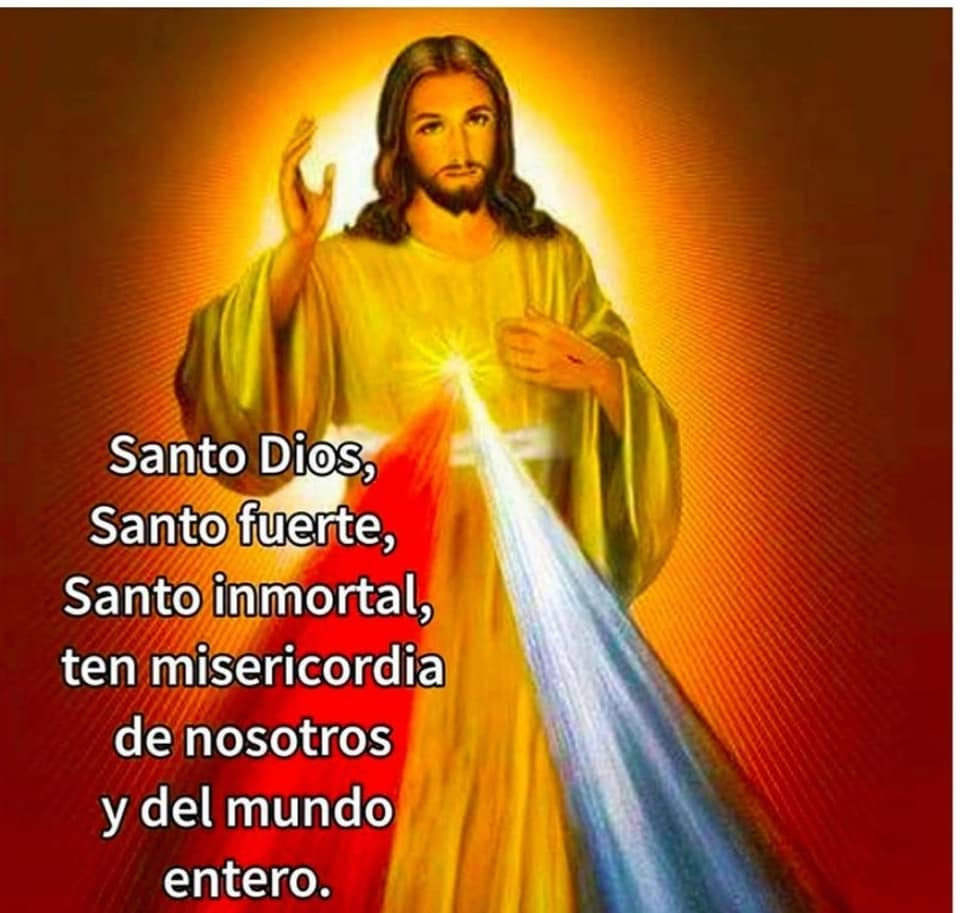 Santo Dios,
Santo fuerte,
Santo inmortal,
ten misericordia
de nosotros
y del mundo
entero.